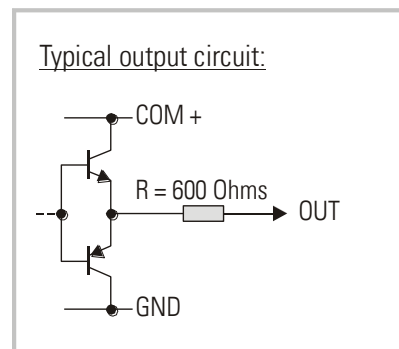 Typical output circuit:
COM +
R = 600 Ohms
OUT
GND